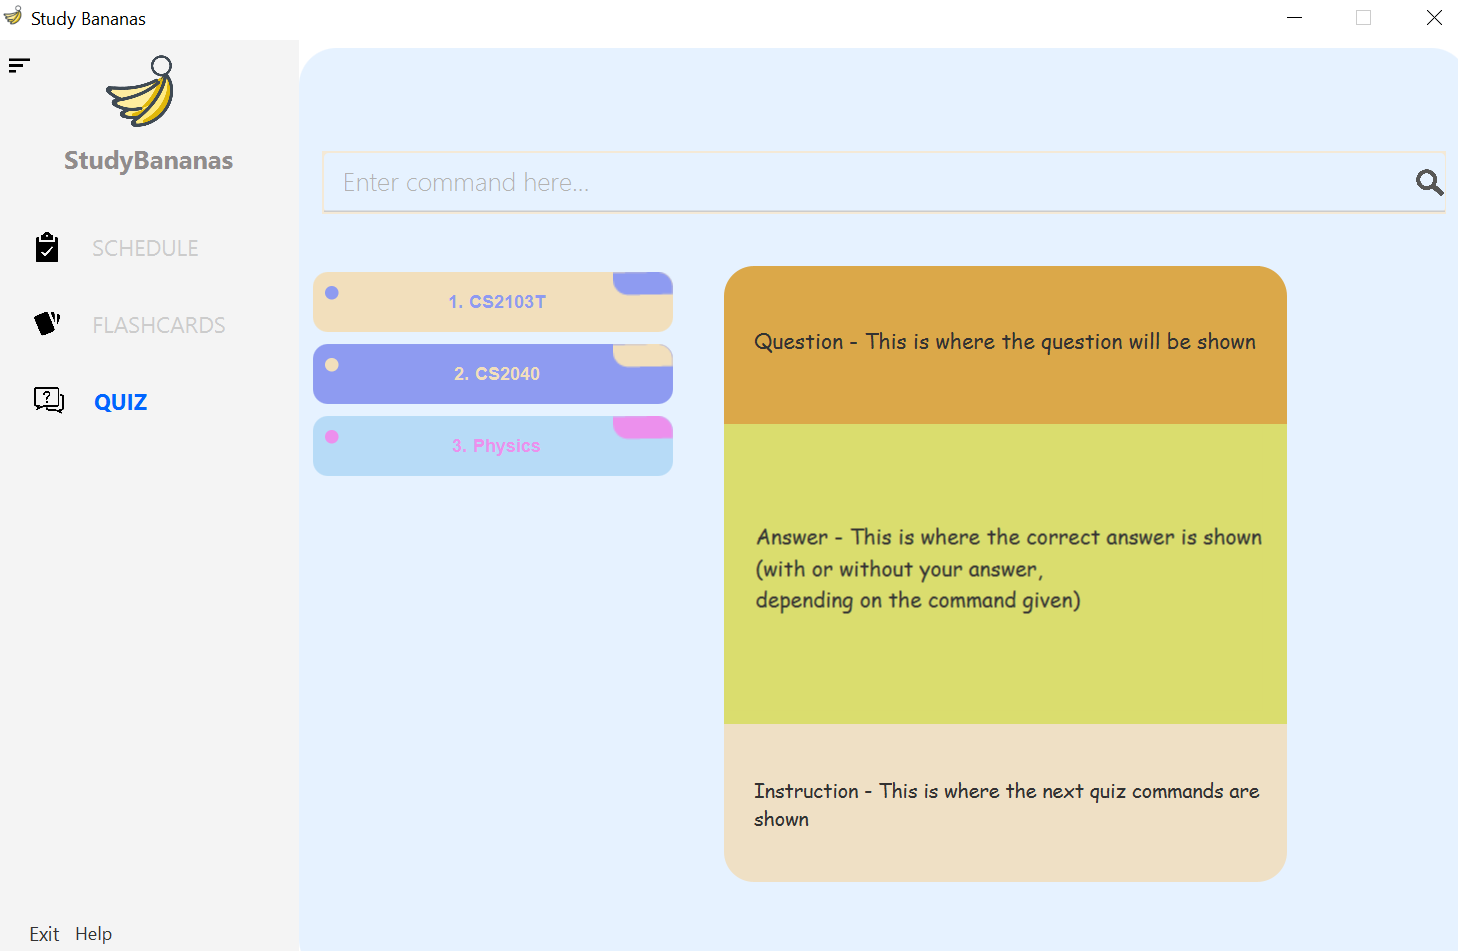 Study Bananas
StudyBananas
SCHEDULE
FLASHCARDS
QUIZ
Exit Help
Enter command here...
1. CS2103T
2. CS2040
3. Physics
Question - This is where the question will be shown
Answer - This is where the correct answer is shown
(with or without your answer,
depending on the command given)
Instruction - This is where the next quiz commands are
shown